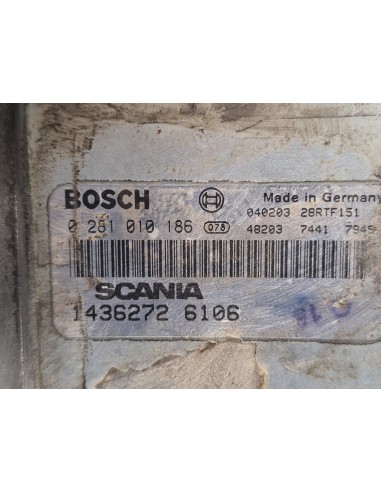 BOSCH Made in Germany
040203 28RTF151
0 281 010 186 078 48203 7441 7949
SCANIA
1436272 6106